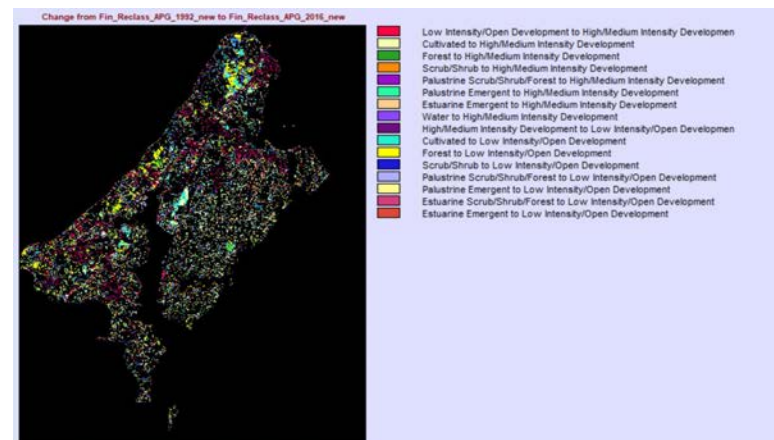 Change from Fin_Reclass_APG_1992_new to Fin_Reclass_APG_2016_new
Low Intensity/Open Development to High/Medium Intensity Developmen
Cultivated to High/Medium Intensity Development
Forest to High/Medium Intensity Development
Scrub/Shrub to High/Medium Intensity Development
Palustrine Scrub/Shrub/Forest to High/Medium Intensity Development
Palustrine Emergent to High/Medium Intensity Development
Estuarine Emergent to High/Medium Intensity Development
Water to High/Medium Intensity Development
High/Medium Intensity Development to Low Intensity/Open Developmen
Cultivated to Low Intensity/Open Development
Forest to Low Intensity/Open Development
Scrub/Shrub to Low Intensity/Open Development
Palustrine Scrub/Shrub/Forest to Low Intensity/Open Development
Palustrine Emergent to Low Intensity/Open Development
Estuarine Scrub/Shrub/Forest to Low Intensity/Open Development
Estuarine Emergent to Low Intensity/Open Development